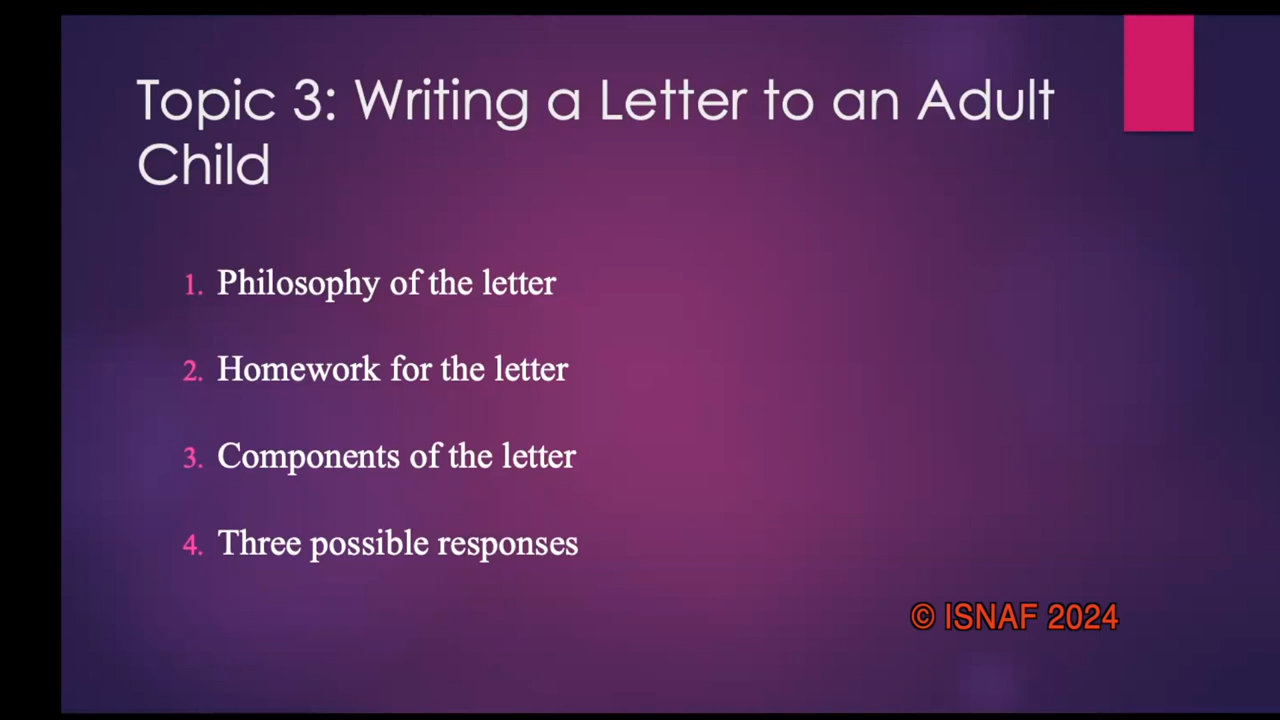 Topic 3: Writing a Letter to an Adult
Child
1. Philosophy of the letter
2. Homework for the letter
3. Components of the letter
4. Three possible responses
© ISNAF 2024